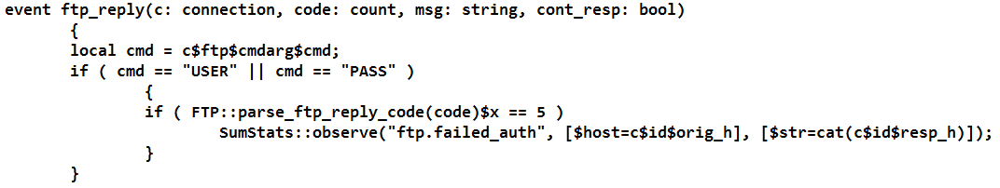 event ftp_reply(c: connection, code: count, msg: string, cont_resp: bool)
{
local cmd = c$ftp$cmdarg$cmd;
if ( cmd == "USER" || cmd == "PASS" )
{
if ( FTP::parse_ftp_reply_code(code)$x == 5 )
SumStats::observe("ftp.failed_auth", [$host=c$id$orig_h], [$str=cat(c$id$resp_h)]);
}
}